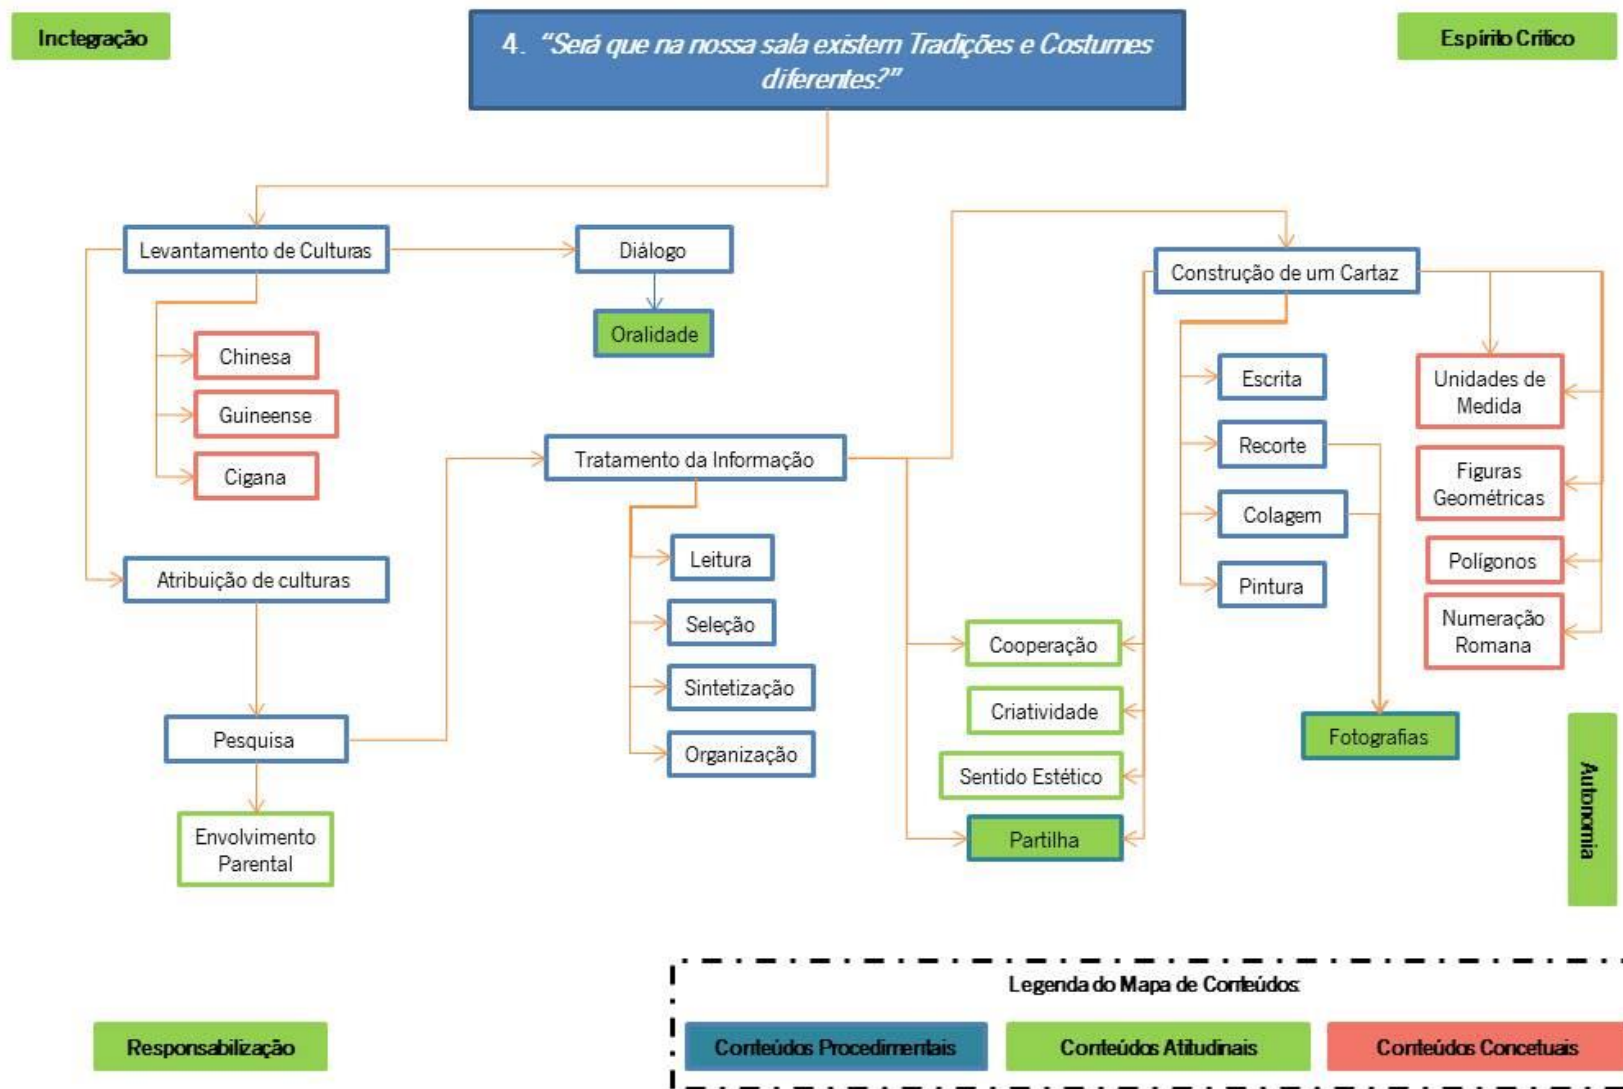 Inctegração
4. “Será que na nossa sala existem Tradições e Costumes
diferentes?”
Espírito Crítico
Levantamento de Culturas
Diálogo
Oralidade
Construção de um Cartaz
Chinesa
Guineense
Cigana
Escrita
Recorte
Colagem
Pintura
Unidades de
Medida
Figuras
Geométricas
Polígonos
Numeração
Romana
Tratamento da Informação
Leitura
Seleção
Sintetização
Organização
Atribuição de culturas
Pesquisa
Envolvimento
Parental
Cooperação
Criatividade
Sentido Estético
Partilha
Fotografias
Autonomia
Responsabilização
Legenda do Mapa de Conteúdos:
Conteúdos Procedimentais
Conteúdos Atitudinais
Conteúdos Concetuais